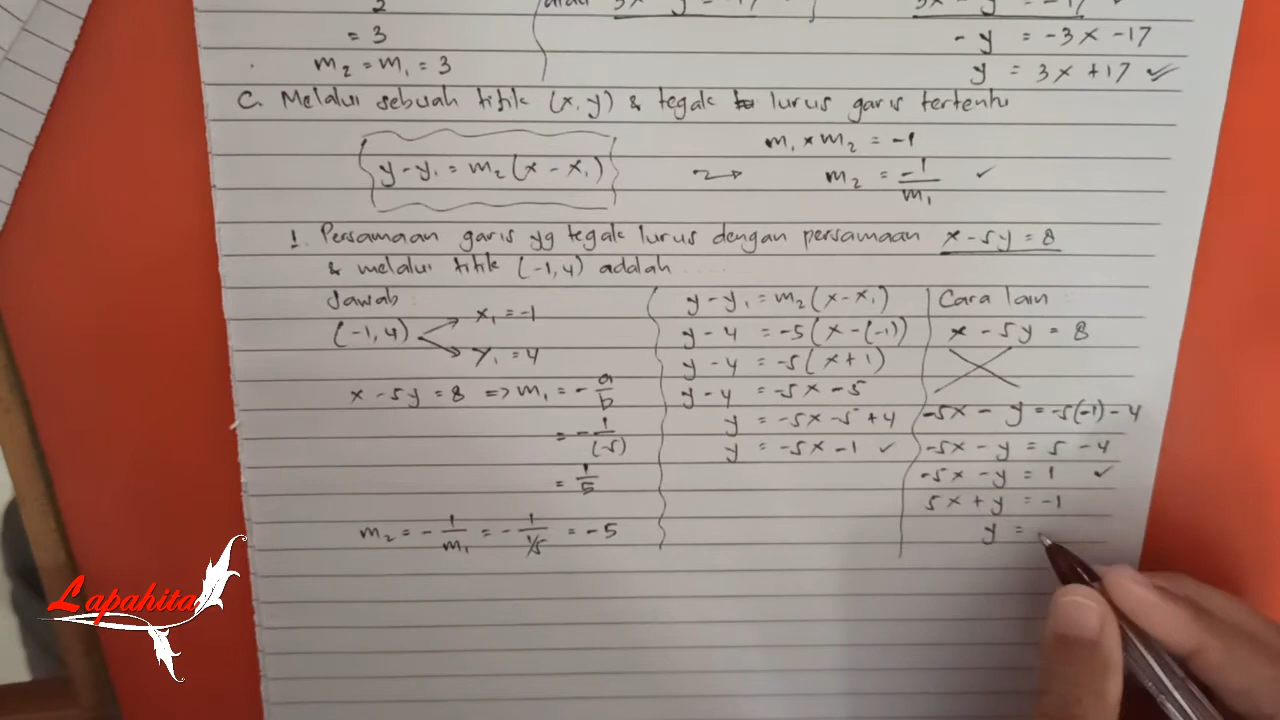 2
= 3
m₂ = m₁ = 3
- y = -3x - 17
y = 3x + 17 ✓
C. Melalui sebuah titik (x, y) & tegak lurus garis tertentu
y - y₁ = m₂(x - x₁)
m₁ × m₂ = -1
m₂ = -1/m₁ ✓
1. Persamaan garis yg tegak lurus dengan persamaan x - 5y = 8
& melalui titik (-1, 4) adalah ......
Jawab :
(-1, 4)
x₁ = -1
y₁ = 4
x - 5y = 8 => m₁ = - a/b
= - 1/(-5)
= 1/5
m₂ = - 1/m₁ = - 1/(1/5) = -5
y - y₁ = m₂(x - x₁)
y - 4 = -5(x - (-1))
y - 4 = -5(x + 1)
y - 4 = -5x - 5
y = -5x - 5 + 4
y = -5x - 1 ✓
Cara lain :
x - 5y = 8
-5x - y = -5(-1) - 4
-5x - y = 5 - 4
-5x - y = 1 ✓
5x + y = -1
y =
Lapahita